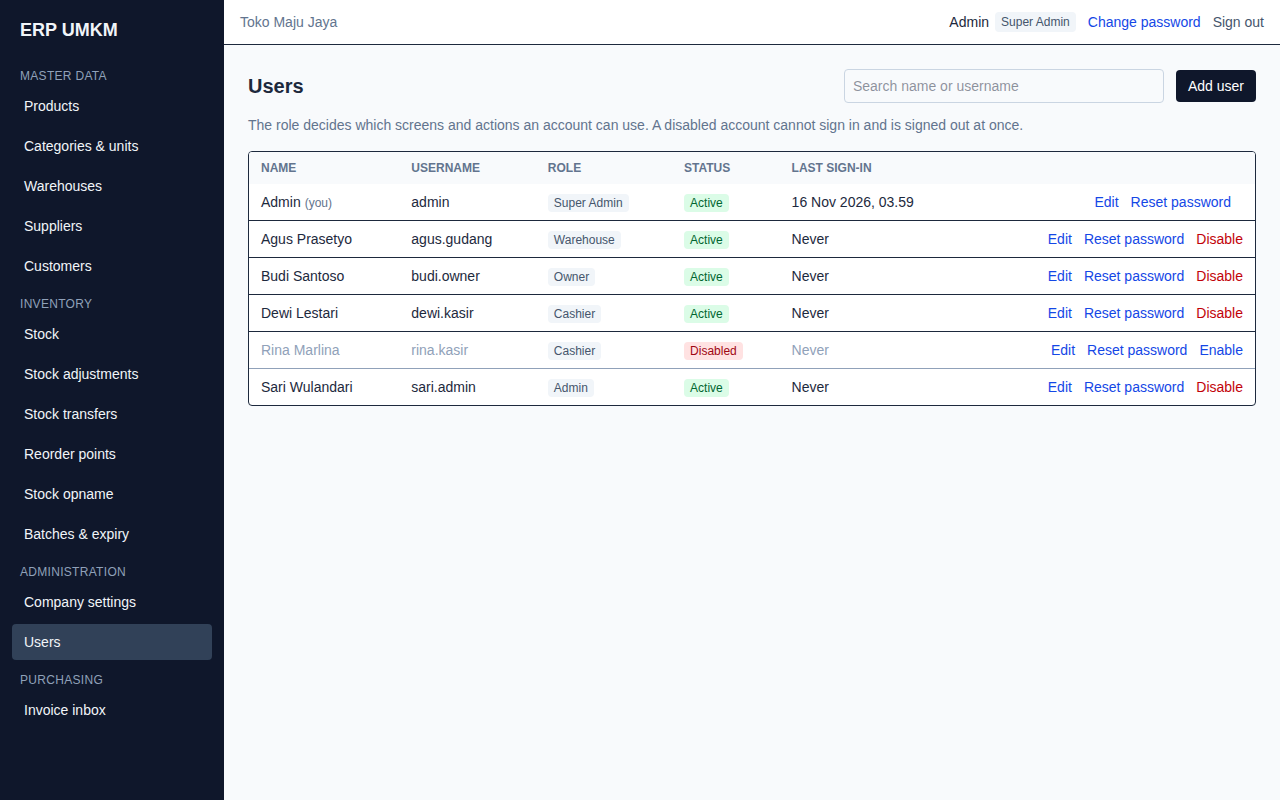 ERP UMKM
MASTER DATA
Products
Categories & units
Warehouses
Suppliers
Customers
INVENTORY
Stock
Stock adjustments
Stock transfers
Reorder points
Stock opname
Batches & expiry
ADMINISTRATION
Company settings
Users
PURCHASING
Invoice inbox
Toko Maju Jaya Admin Super Admin Change password Sign out
Users Search name or username Add user
The role decides which screens and actions an account can use. A disabled account cannot sign in and is signed out at once.
NAME USERNAME ROLE STATUS LAST SIGN-IN
Admin (you) admin Super Admin Active 16 Nov 2026, 03.59 Edit Reset password
Agus Prasetyo agus.gudang Warehouse Active Never Edit Reset password Disable
Budi Santoso budi.owner Owner Active Never Edit Reset password Disable
Dewi Lestari dewi.kasir Cashier Active Never Edit Reset password Disable
Rina Marlina rina.kasir Cashier Disabled Never Edit Reset password Enable
Sari Wulandari sari.admin Admin Active Never Edit Reset password Disable